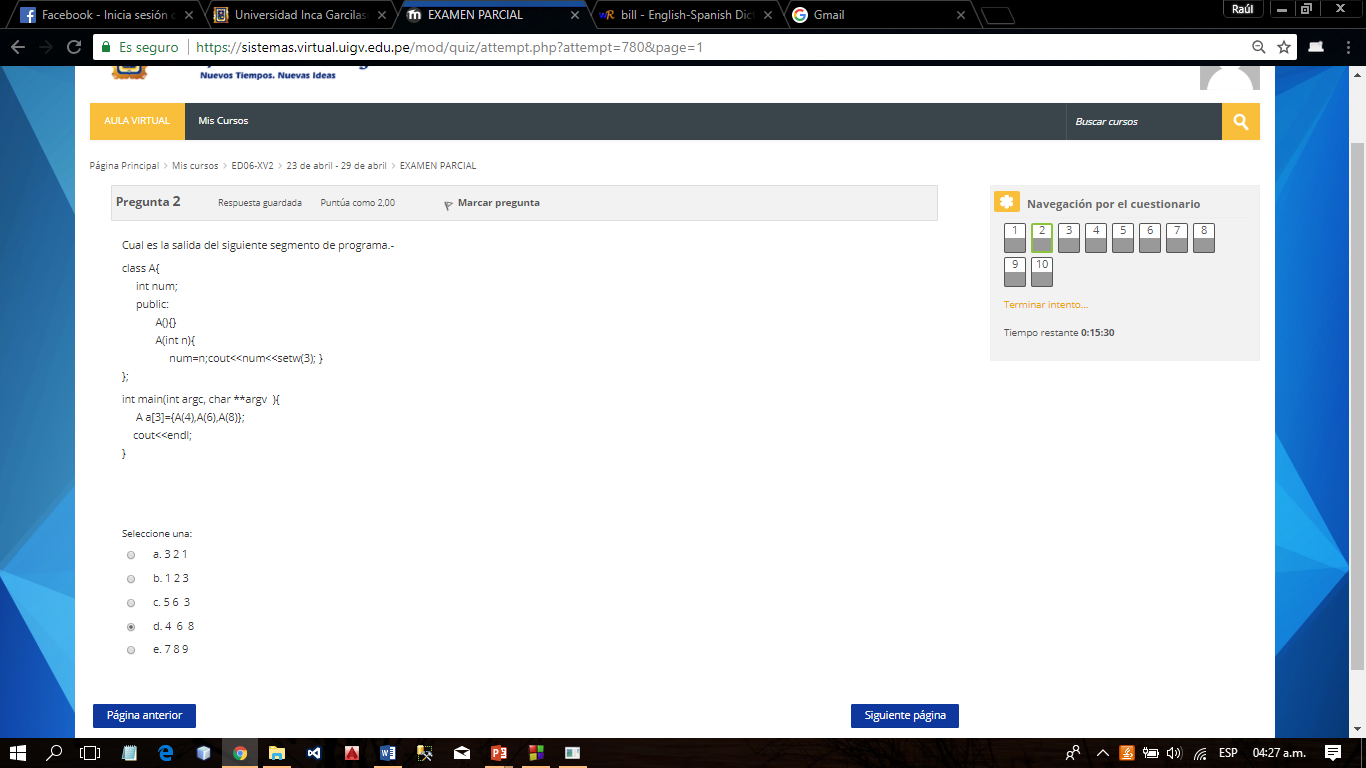 Facebook - Inicia sesión
Universidad Inca Garcilas
EXAMEN PARCIAL
bill - English-Spanish Dict
Gmail
Raúl
Es seguro
https://sistemas.virtual.uigv.edu.pe/mod/quiz/attempt.php?attempt=780&page=1
Nuevos Tiempos. Nuevas Ideas
AULA VIRTUAL
Mis Cursos
Buscar cursos
Página Principal > Mis cursos > ED06-XV2 > 23 de abril - 29 de abril > EXAMEN PARCIAL
Pregunta 2
Respuesta guardada
Puntúa como 2,00
Marcar pregunta
Cual es la salida del siguiente segmento de programa.-
class A{
int num;
public:
A(){}
A(int n){
num=n;cout<<num<<setw(3); }
};
int main(int argc, char **argv  ){
A a[3]={A(4),A(6),A(8)};
cout<<endl;
}
Seleccione una:
a. 3 2 1
b. 1 2 3
c. 5 6  3
d. 4  6  8
e. 7 8 9
Página anterior
Siguiente página
Navegación por el cuestionario
1 2 3 4 5 6 7 8
9 10
Terminar intento...
Tiempo restante 0:15:30
ESP
04:27 a.m.